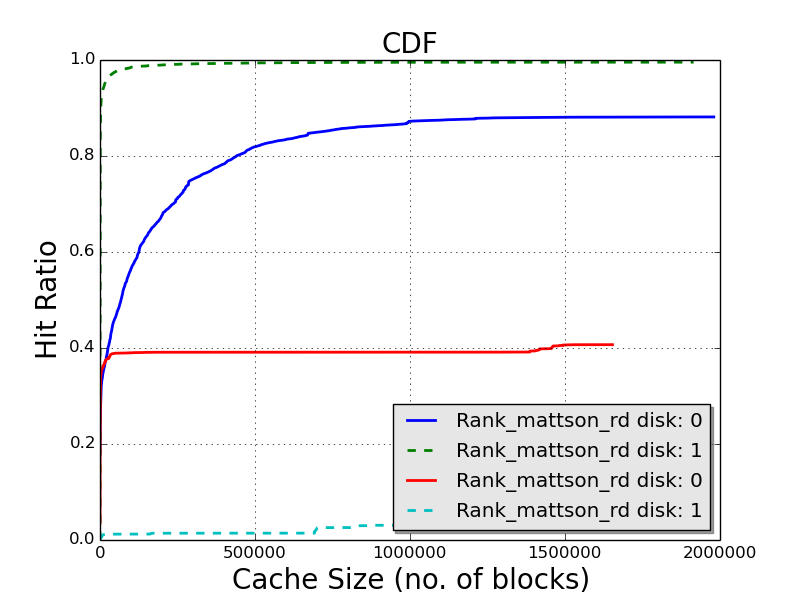 CDF
1.0
0.8
0.6
0.4
0.2
0.0
Hit Ratio
Rank_mattson_rd disk: 0
Rank_mattson_rd disk: 1
Rank_mattson_rd disk: 0
Rank_mattson_rd disk: 1
0 500000 1000000 1500000 2000000
Cache Size (no. of blocks)